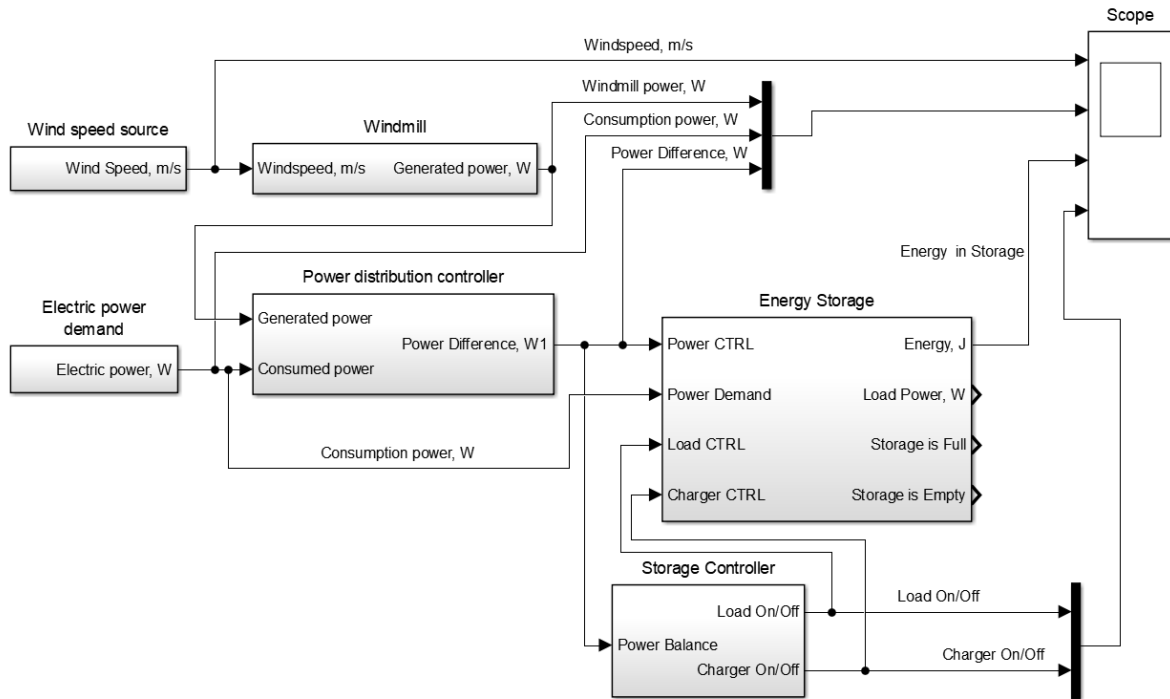 Scope
Windspeed, m/s
Windmill power, W
Wind speed source
Windmill
Consumption power, W
Power Difference, W
Wind Speed, m/s
Windspeed, m/s
Generated power, W
Energy in Storage
Power distribution controller
Energy Storage
Electric power
demand
Generated power
Power Difference, W1
Consumed power
Electric power, W
Power CTRL
Energy, J
Power Demand
Load Power, W
Load CTRL
Storage is Full
Consumption power, W
Charger CTRL
Storage is Empty
Storage Controller
Load On/Off
Load On/Off
Power Balance
Charger On/Off
Charger On/Off